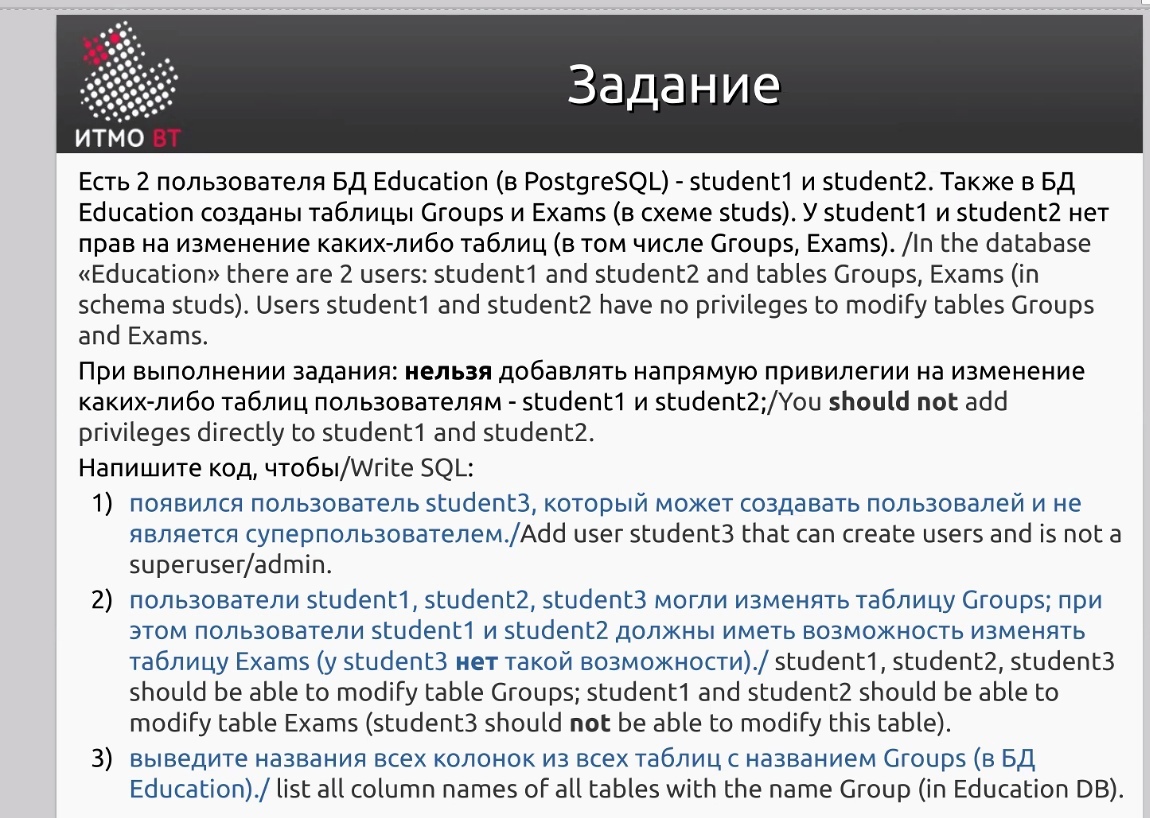 ИТМО ВТ
Задание
Есть 2 пользователя БД Education (в PostgreSQL) - student1 и student2. Также в БД
Education созданы таблицы Groups и Exams (в схеме studs). У student1 и student2 нет
прав на изменение каких-либо таблиц (в том числе Groups, Exams). /In the database
«Education» there are 2 users: student1 and student2 and tables Groups, Exams (in
schema studs). Users student1 and student2 have no privileges to modify tables Groups
and Exams.
При выполнении задания: нельзя добавлять напрямую привилегии на изменение
каких-либо таблиц пользователям - student1 и student2;/You should not add
privileges directly to student1 and student2.
Напишите код, чтобы/Write SQL:
1) появился пользователь student3, который может создавать пользовалей и не
является суперпользователем./Add user student3 that can create users and is not a
superuser/admin.
2) пользователи student1, student2, student3 могли изменять таблицу Groups; при
этом пользователи student1 и student2 должны иметь возможность изменять
таблицу Exams (у student3 нет такой возможности)./ student1, student2, student3
should be able to modify table Groups; student1 and student2 should be able to
modify table Exams (student3 should not be able to modify this table).
3) выведите названия всех колонок из всех таблиц с названием Groups (в БД
Education)./ list all column names of all tables with the name Group (in Education DB).